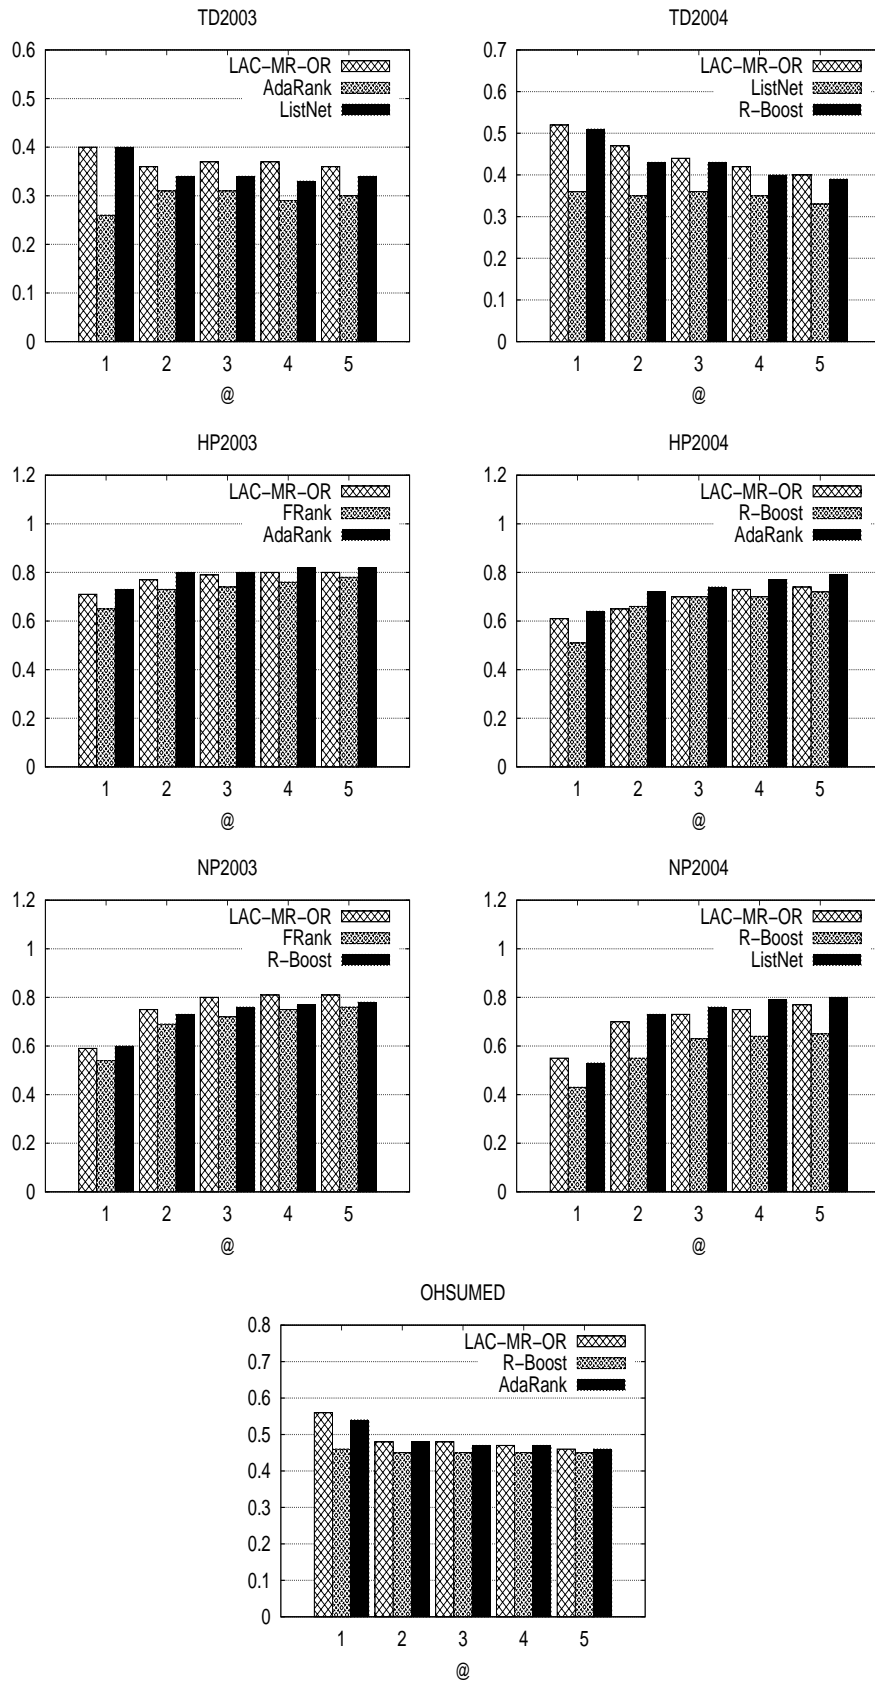 TD2003
0.6
0.5
0.4
0.3
0.2
0.1
0
LAC-MR-OR
AdaRank
ListNet
1 2 3 4 5
@
TD2004
0.7
0.6
0.5
0.4
0.3
0.2
0.1
0
LAC-MR-OR
ListNet
R-Boost
1 2 3 4 5
@
HP2003
1.2
1
0.8
0.6
0.4
0.2
0
LAC-MR-OR
FRank
AdaRank
1 2 3 4 5
@
HP2004
1.2
1
0.8
0.6
0.4
0.2
0
LAC-MR-OR
R-Boost
AdaRank
1 2 3 4 5
@
NP2003
1.2
1
0.8
0.6
0.4
0.2
0
LAC-MR-OR
FRank
R-Boost
1 2 3 4 5
@
NP2004
1.2
1
0.8
0.6
0.4
0.2
0
LAC-MR-OR
R-Boost
ListNet
1 2 3 4 5
@
OHSUMED
0.8
0.7
0.6
0.5
0.4
0.3
0.2
0.1
0
LAC-MR-OR
R-Boost
AdaRank
1 2 3 4 5
@